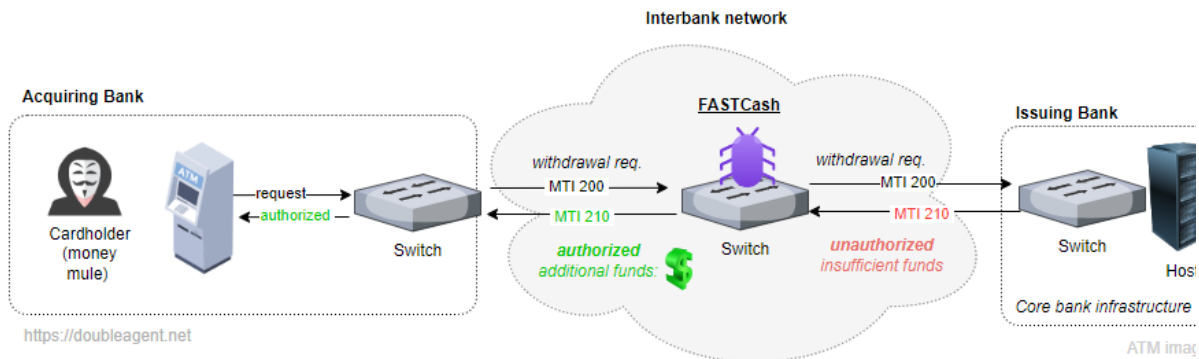 Interbank network
Acquiring Bank
FASTCash
Issuing Bank
ATM
withdrawal req.
withdrawal req.
request
MTI 200
MTI 200
authorized
MTI 210
MTI 210
Cardholder
(money
mule)
Switch
Switch
Switch
authorized
additional funds:
$
unauthorized
insufficient funds
Host
Core bank infrastructure
https://doubleagent.net
ATM imag